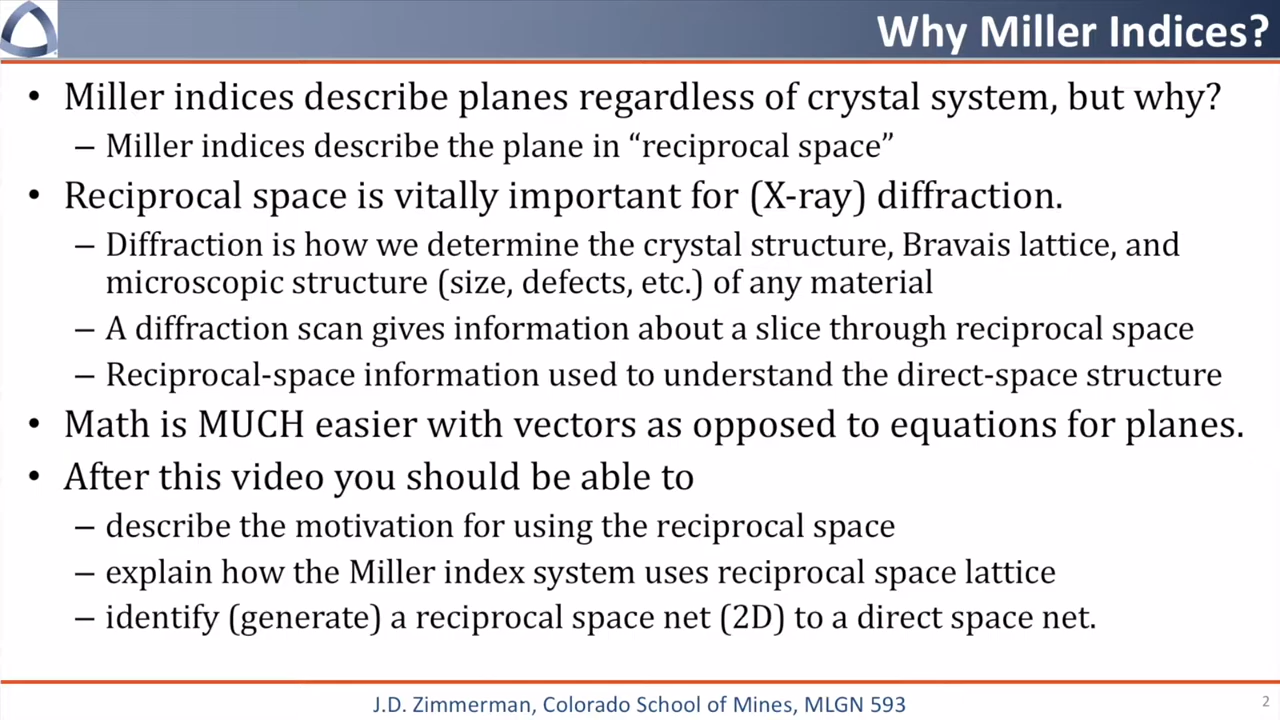 Why Miller Indices?
• Miller indices describe planes regardless of crystal system, but why?
– Miller indices describe the plane in “reciprocal space”
• Reciprocal space is vitally important for (X-ray) diffraction.
– Diffraction is how we determine the crystal structure, Bravais lattice, and
microscopic structure (size, defects, etc.) of any material
– A diffraction scan gives information about a slice through reciprocal space
– Reciprocal-space information used to understand the direct-space structure
• Math is MUCH easier with vectors as opposed to equations for planes.
• After this video you should be able to
– describe the motivation for using the reciprocal space
– explain how the Miller index system uses reciprocal space lattice
– identify (generate) a reciprocal space net (2D) to a direct space net.
J.D. Zimmerman, Colorado School of Mines, MLGN 593
2